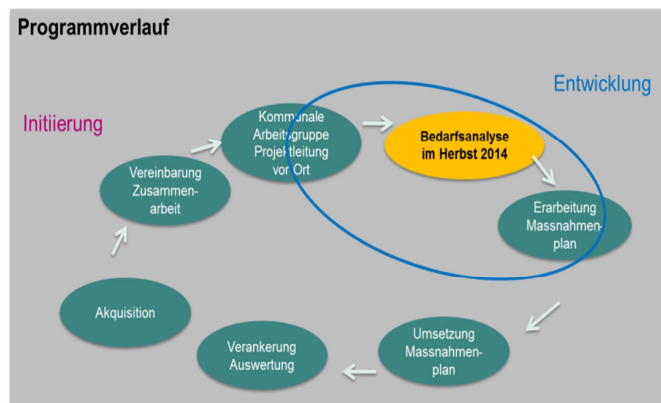 Programmverlauf
Entwicklung
Initiierung
Kommunale
Arbeitsgruppe
Projektleitung
vor Ort
Bedarfsanalyse
im Herbst 2014
Vereinbarung
Zusammen-
arbeit
Erarbeitung
Massnahmen-
plan
Akquisition
Umsetzung
Massnahmen-
plan
Verankerung
Auswertung